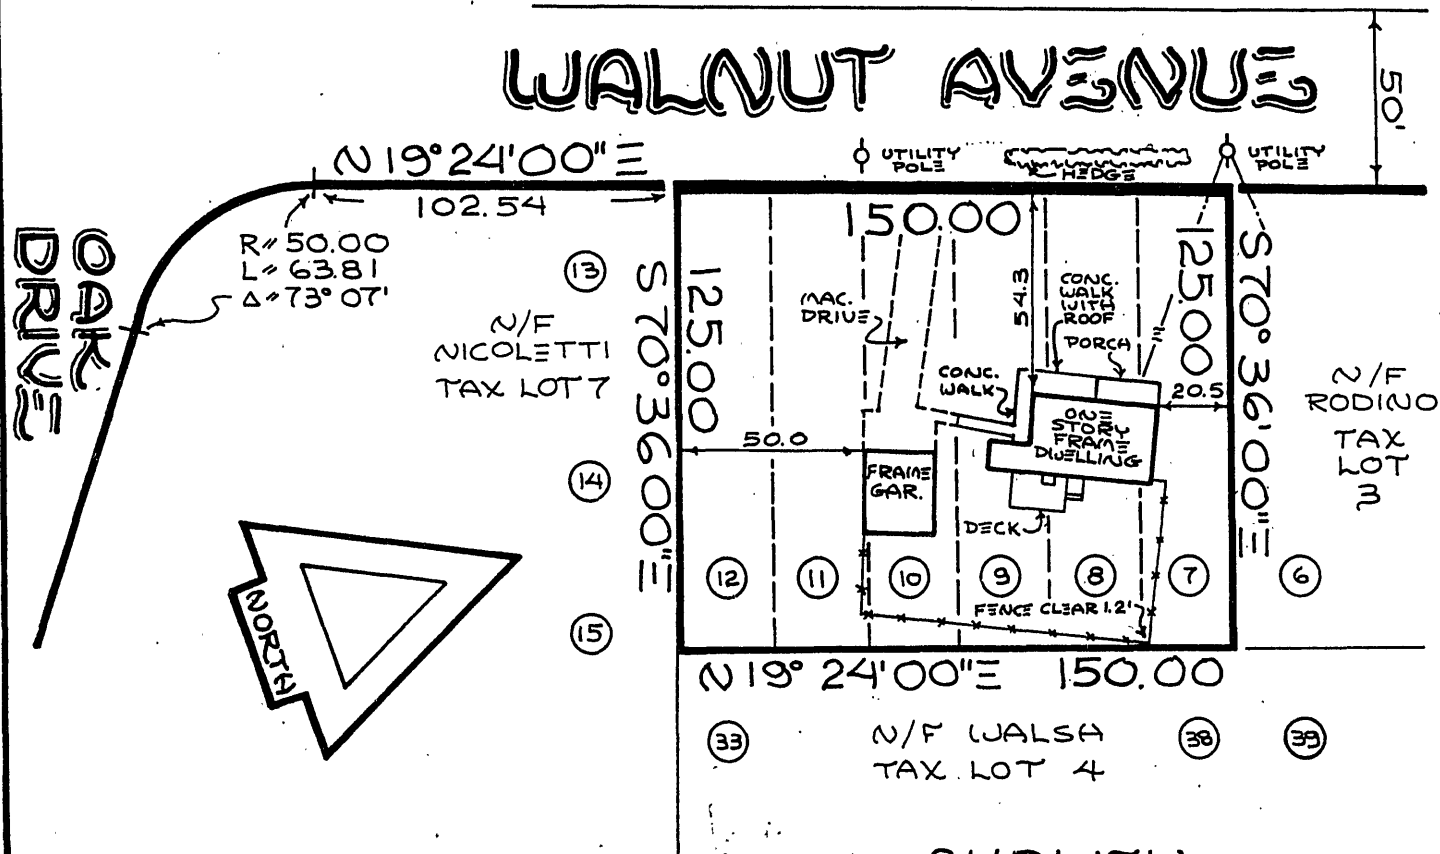 WALNUT AVENUE
50'
N 19° 24' 00" E
102.54
UTILITY
POLE
HEDGE
UTILITY
POLE
150.00
OAK
DRIVE
R = 50.00
L = 63.81
Δ = 73° 07'
13
N/F
NICOLETTI
TAX LOT 7
S 70° 36' 00" E
125.00
MAC.
DRIVE
54.3
CONC.
WALK
WITH
ROOF
PORCH
125.00
S 70° 36' 00" E
CONC.
WALK
20.5
N/F
RODINO
TAX
LOT
3
ONE
STORY
FRAME
DWELLING
50.0
FRAME
GAR.
14
DECK
12
11
10
9
8
7
6
FENCE CLEAR 1.2'
NORTH
15
N 19° 24' 00" E 150.00
33
N/F WALSH
TAX LOT 4
38
39